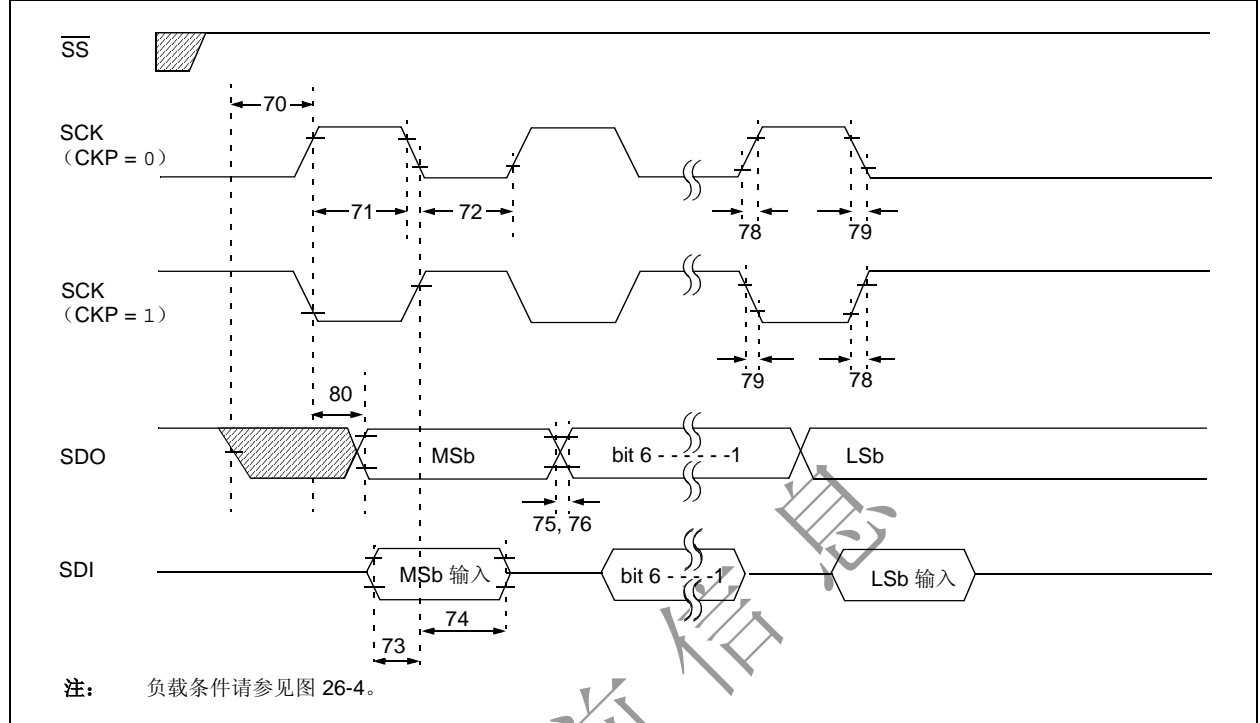 SS
70
SCK
（CKP = 0）
71
72
78
79
SCK
（CKP = 1）
79
78
80
SDO
MSb
bit 6 - - - - - -1
LSb
75, 76
SDI
MSb 输入
bit 6 - - - -1
LSb 输入
74
73
注： 负载条件请参见图 26-4。
信息